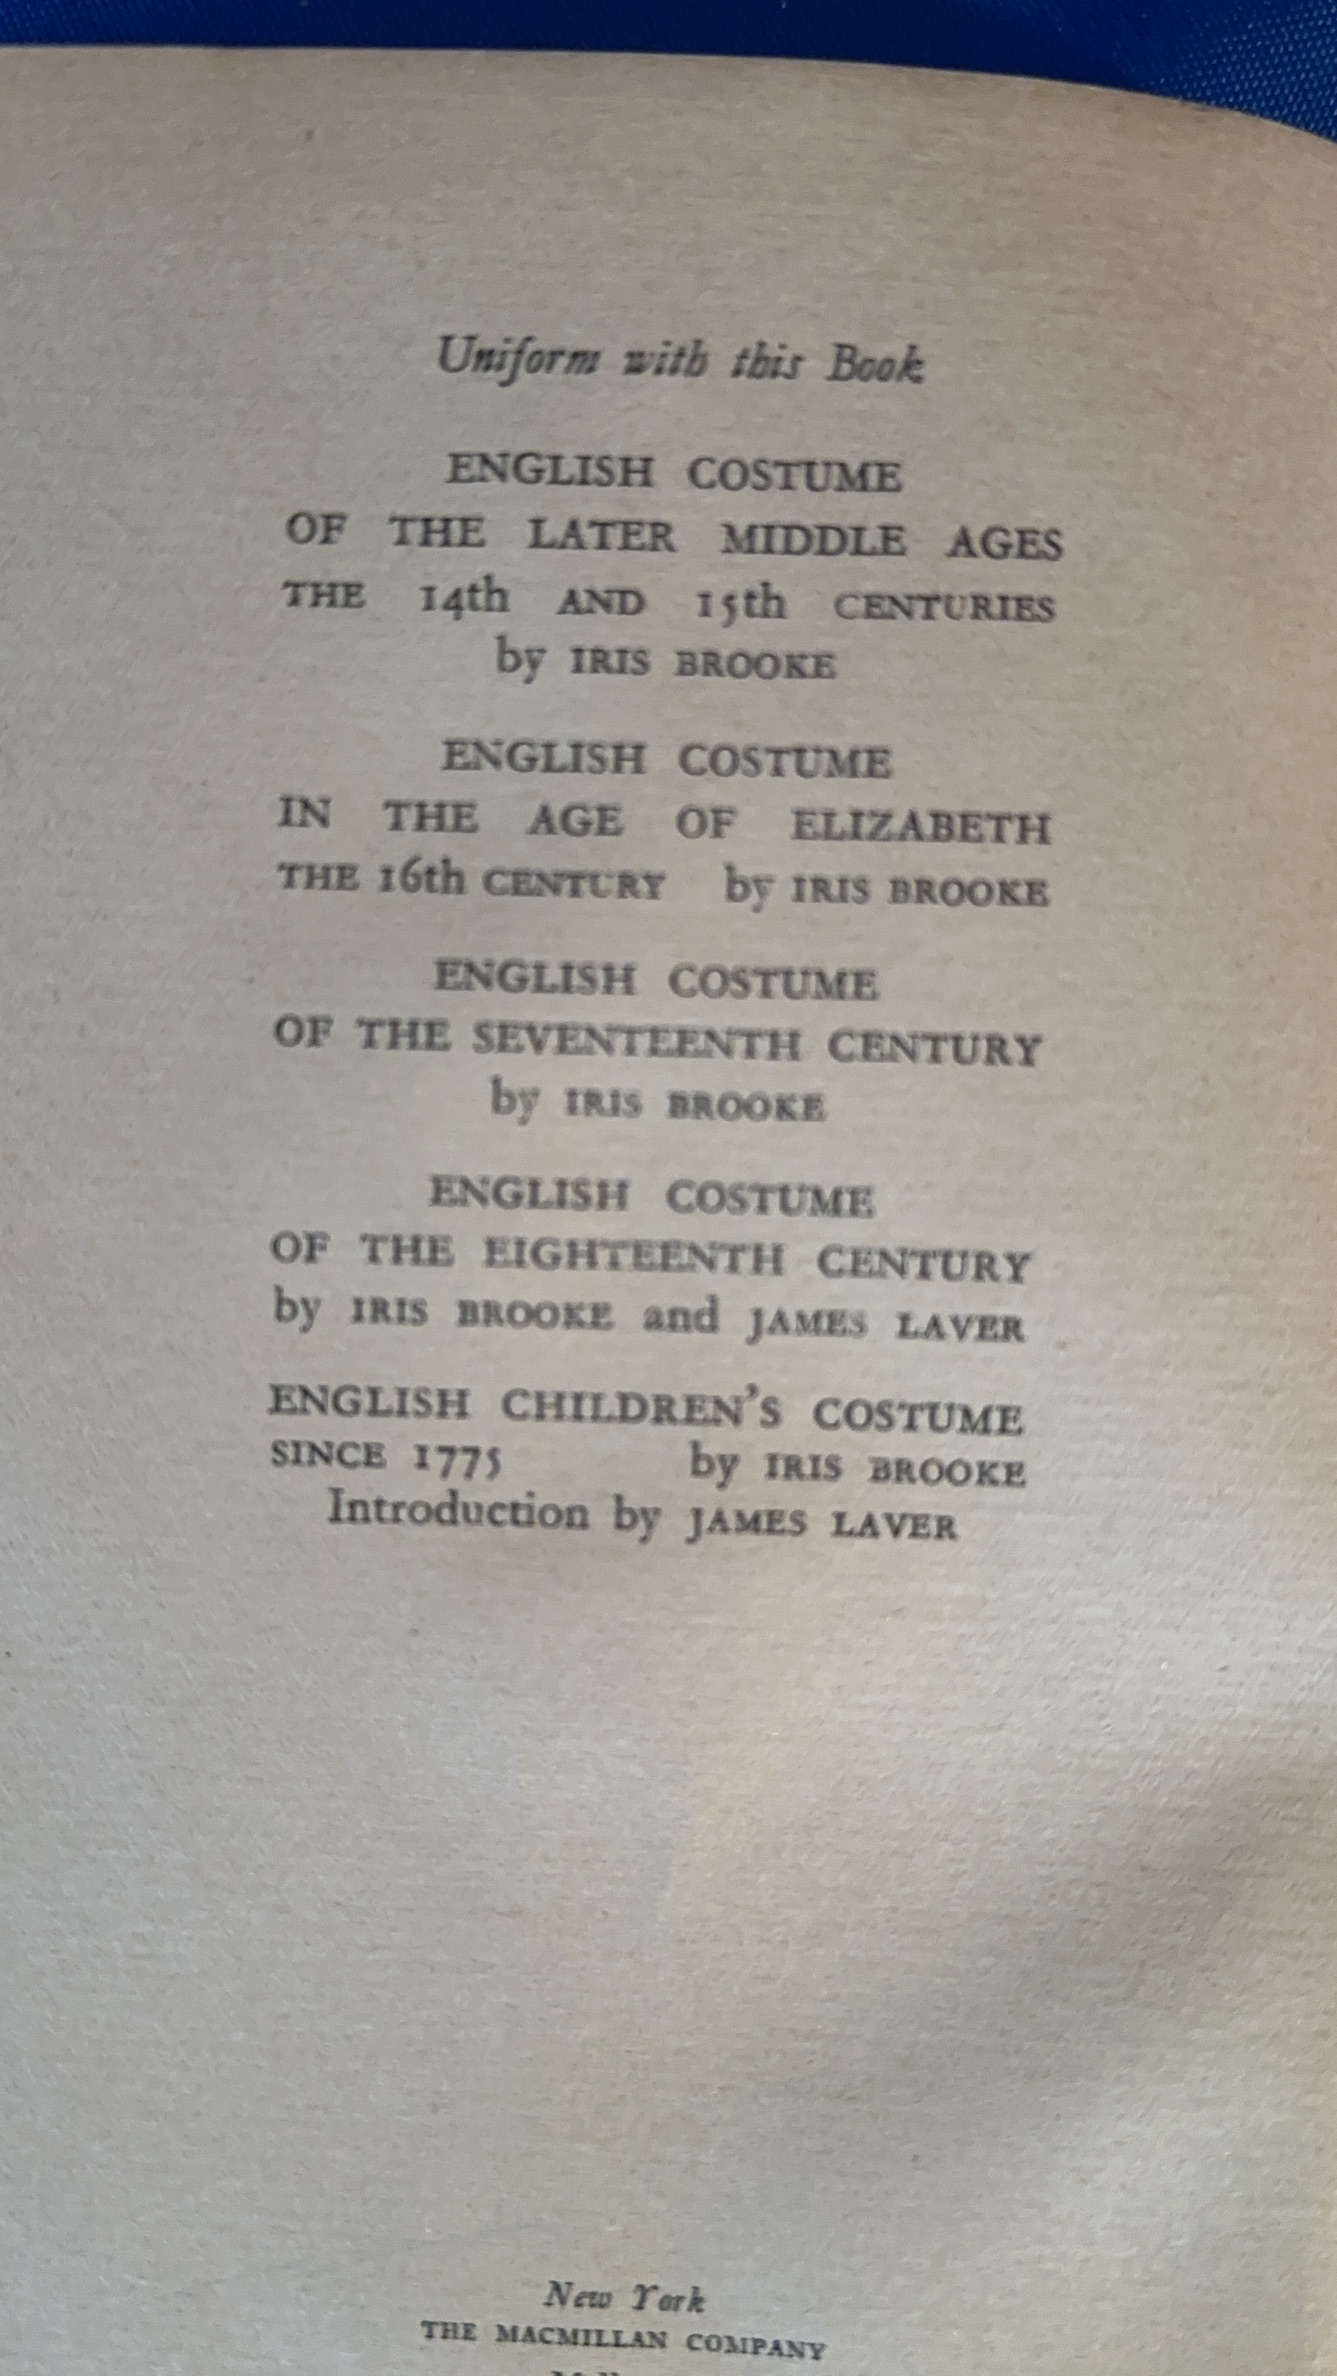 Uniform with this Book
ENGLISH COSTUME
OF THE LATER MIDDLE AGES
THE 14th AND 15th CENTURIES
by IRIS BROOKE
ENGLISH COSTUME
IN THE AGE OF ELIZABETH
THE 16th CENTURY by IRIS BROOKE
ENGLISH COSTUME
OF THE SEVENTEENTH CENTURY
by IRIS BROOKE
ENGLISH COSTUME
OF THE EIGHTEENTH CENTURY
by IRIS BROOKE and JAMES LAVER
ENGLISH CHILDREN'S COSTUME
SINCE 1775 by IRIS BROOKE
Introduction by JAMES LAVER
New York
THE MACMILLAN COMPANY